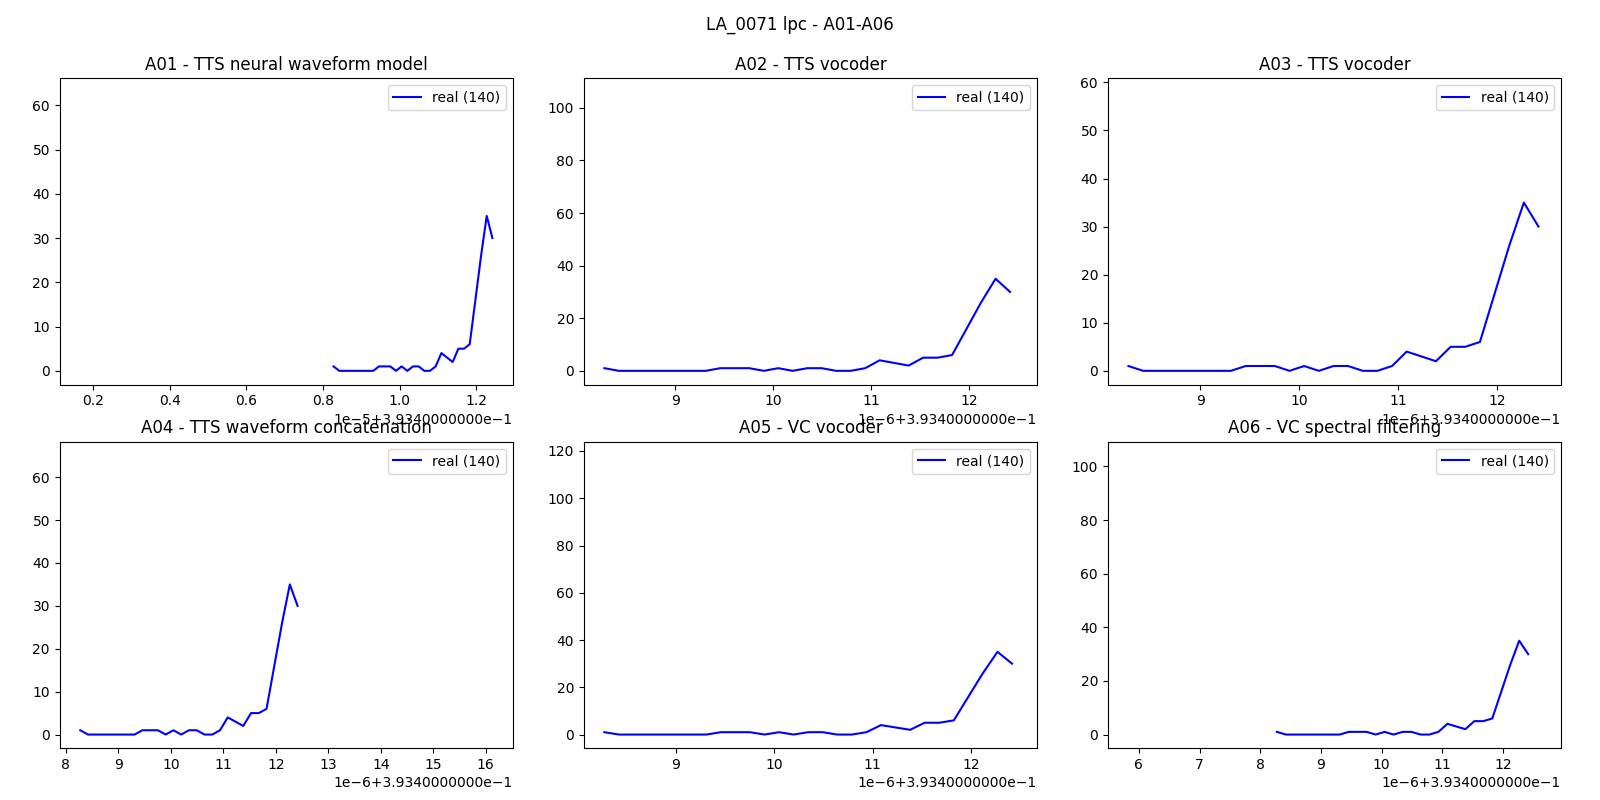 LA_0071 lpc - A01-A06
A01 - TTS neural waveform model
60
50
40
30
20
10
0
real (140)
0.2 0.4 0.6 0.8 1.0 1.2
1e-5+3.9340000000e-1
A02 - TTS vocoder
100
80
60
40
20
0
real (140)
9 10 11 12
1e-6+3.9340000000e-1
A03 - TTS vocoder
60
50
40
30
20
10
0
real (140)
9 10 11 12
1e-6+3.9340000000e-1
A04 - TTS waveform concatenation
60
50
40
30
20
10
0
real (140)
8 9 10 11 12 13 14 15 16
1e-6+3.9340000000e-1
A05 - VC vocoder
120
100
80
60
40
20
0
real (140)
9 10 11 12
1e-6+3.9340000000e-1
A06 - VC spectral filtering
100
80
60
40
20
0
real (140)
6 7 8 9 10 11 12
1e-6+3.9340000000e-1